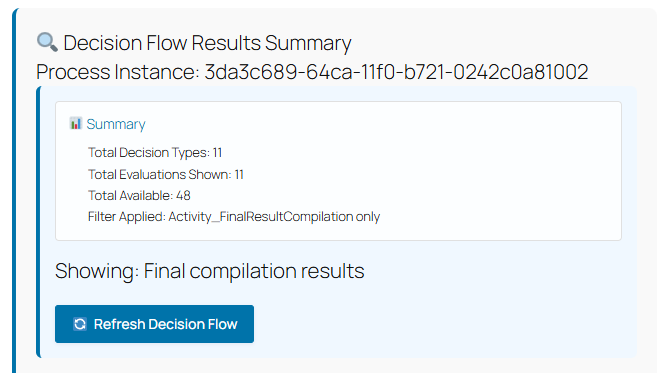 Decision Flow Results Summary
Process Instance: 3da3c689-64ca-11f0-b721-0242c0a81002
Summary
Total Decision Types: 11
Total Evaluations Shown: 11
Total Available: 48
Filter Applied: Activity_FinalResultCompilation only
Showing: Final compilation results
Refresh Decision Flow